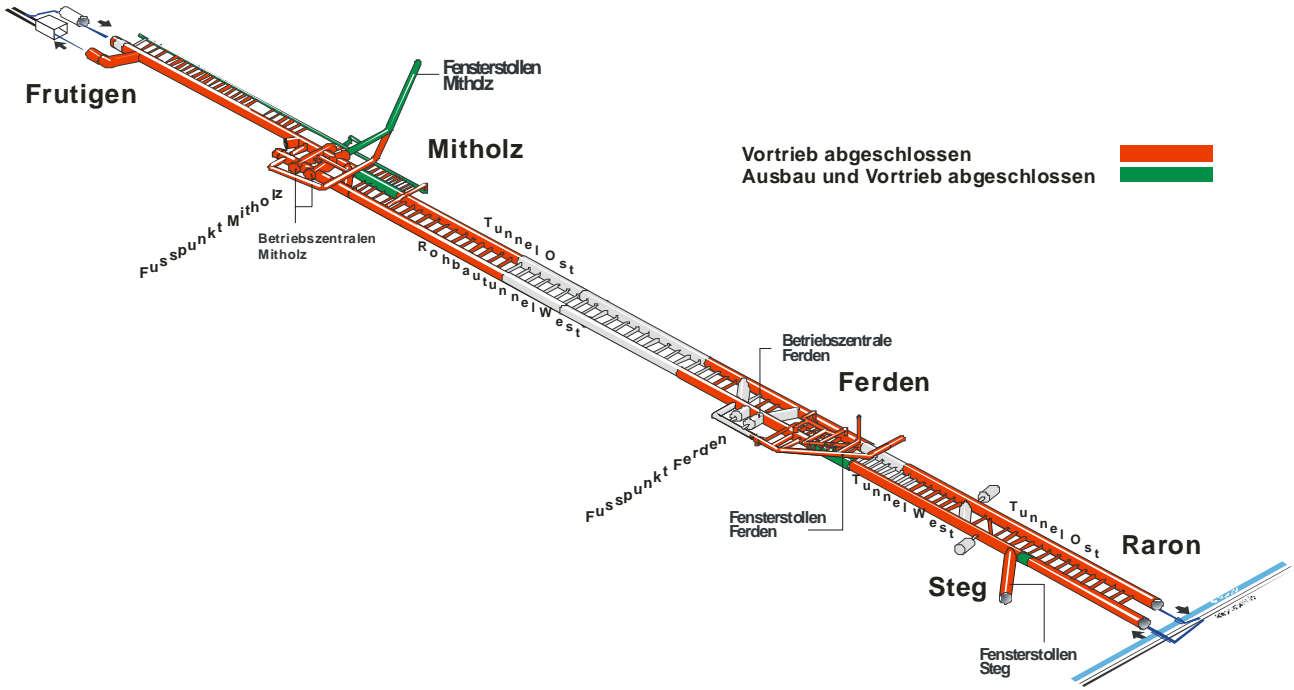 Frutigen
Fensterstollen
Mitholz
Mitholz
Vortrieb abgeschlossen
Ausbau und Vortrieb abgeschlossen
Fusspunkt Mitholz
Betriebszentralen
Mitholz
Tunnel Ost
Rohbautunnel West
Betriebszentrale
Ferden
Ferden
Fusspunkt Ferden
Fensterstollen
Ferden
Tunnel West
Tunnel Ost
Raron
Steg
Fensterstollen
Steg